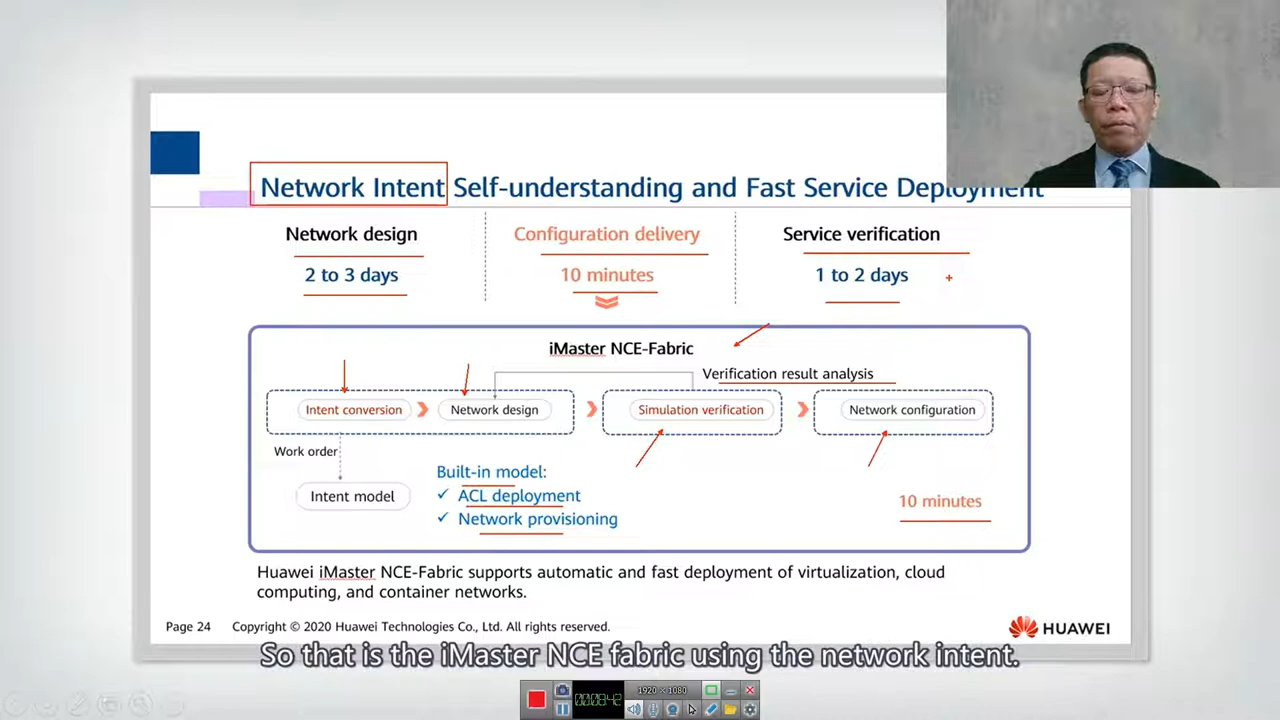 Network Intent Self-understanding and Fast Service Deployment
Network design
Configuration delivery
Service verification
2 to 3 days
10 minutes
1 to 2 days
iMaster NCE-Fabric
Verification result analysis
Intent conversion
Network design
Simulation verification
Network configuration
Work order
Intent model
Built-in model:
✓ ACL deployment
✓ Network provisioning
10 minutes
Huawei iMaster NCE-Fabric supports automatic and fast deployment of virtualization, cloud
computing, and container networks.
Page 24 Copyright © 2020 Huawei Technologies Co., Ltd. All rights reserved.
HUAWEI
So that is the iMaster NCE fabric using the network intent.
00:08:42
1920 × 1080